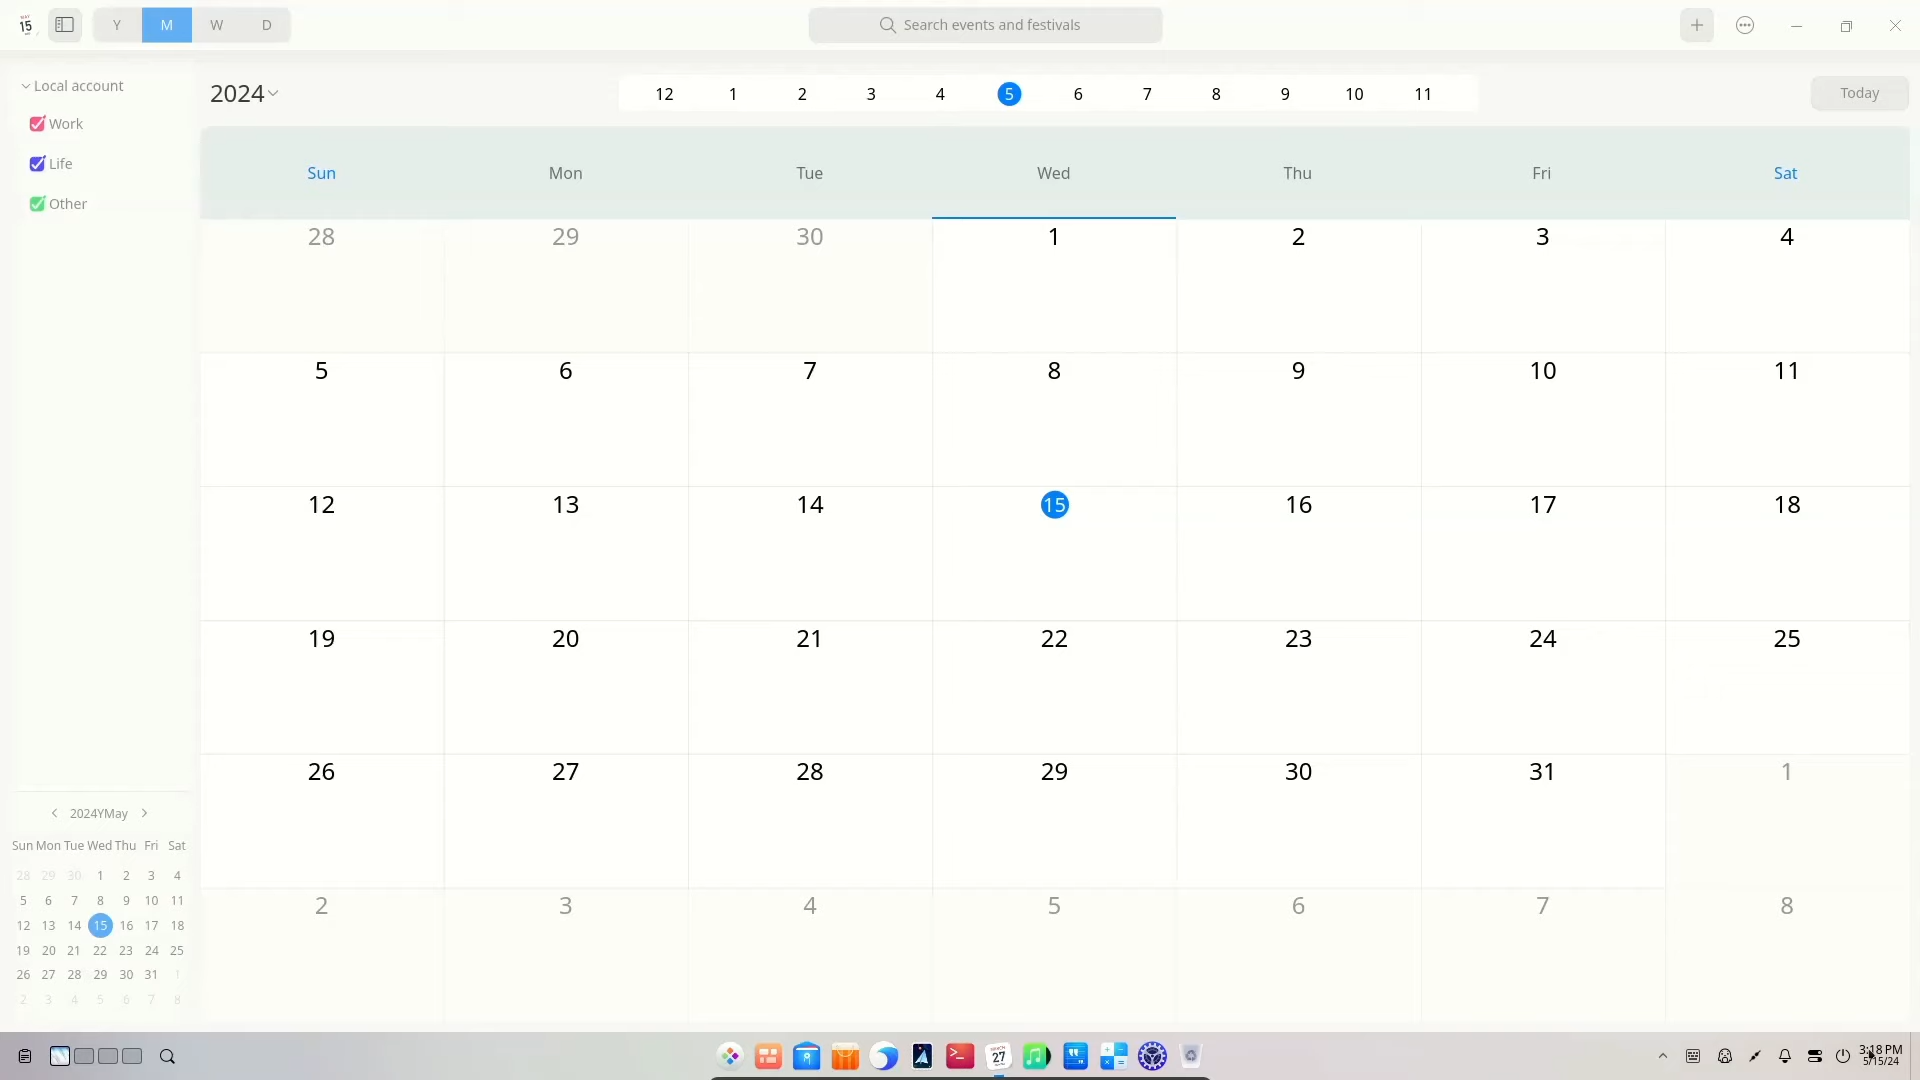 MAY
15
Y M W D
Search events and festivals
Local account
Work
Life
Other
2024
12 1 2 3 4 5 6 7 8 9 10 11
Today
Sun Mon Tue Wed Thu Fri Sat
28 29 30 1 2 3 4
5 6 7 8 9 10 11
12 13 14 15 16 17 18
19 20 21 22 23 24 25
26 27 28 29 30 31 1
2 3 4 5 6 7 8
2024YMay
Sun Mon Tue Wed Thu Fri Sat
28 29 30 1 2 3 4
5 6 7 8 9 10 11
12 13 14 15 16 17 18
19 20 21 22 23 24 25
26 27 28 29 30 31 1
2 3 4 5 6 7 8
MARCH
27
3:18 PM
5/15/24